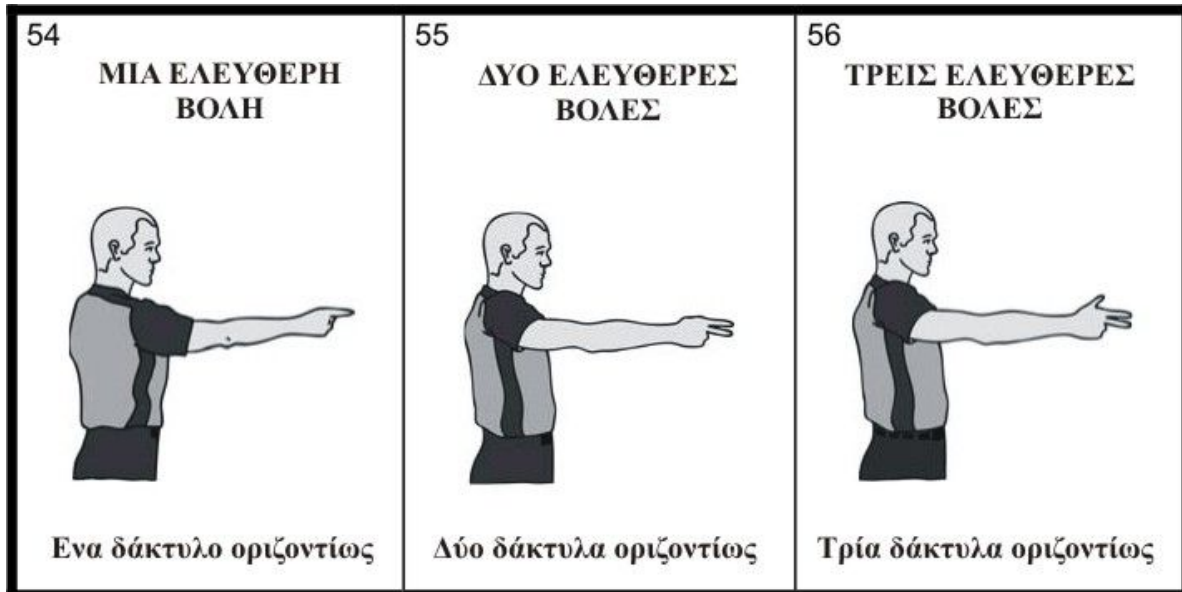 54
ΜΙΑ ΕΛΕΥΘΕΡΗ
ΒΟΛΗ
Ενα δάκτυλο οριζοντίως
55
ΔΥΟ ΕΛΕΥΘΕΡΕΣ
ΒΟΛΕΣ
Δύο δάκτυλα οριζοντίως
56
ΤΡΕΙΣ ΕΛΕΥΘΕΡΕΣ
ΒΟΛΕΣ
Τρία δάκτυλα οριζοντίως